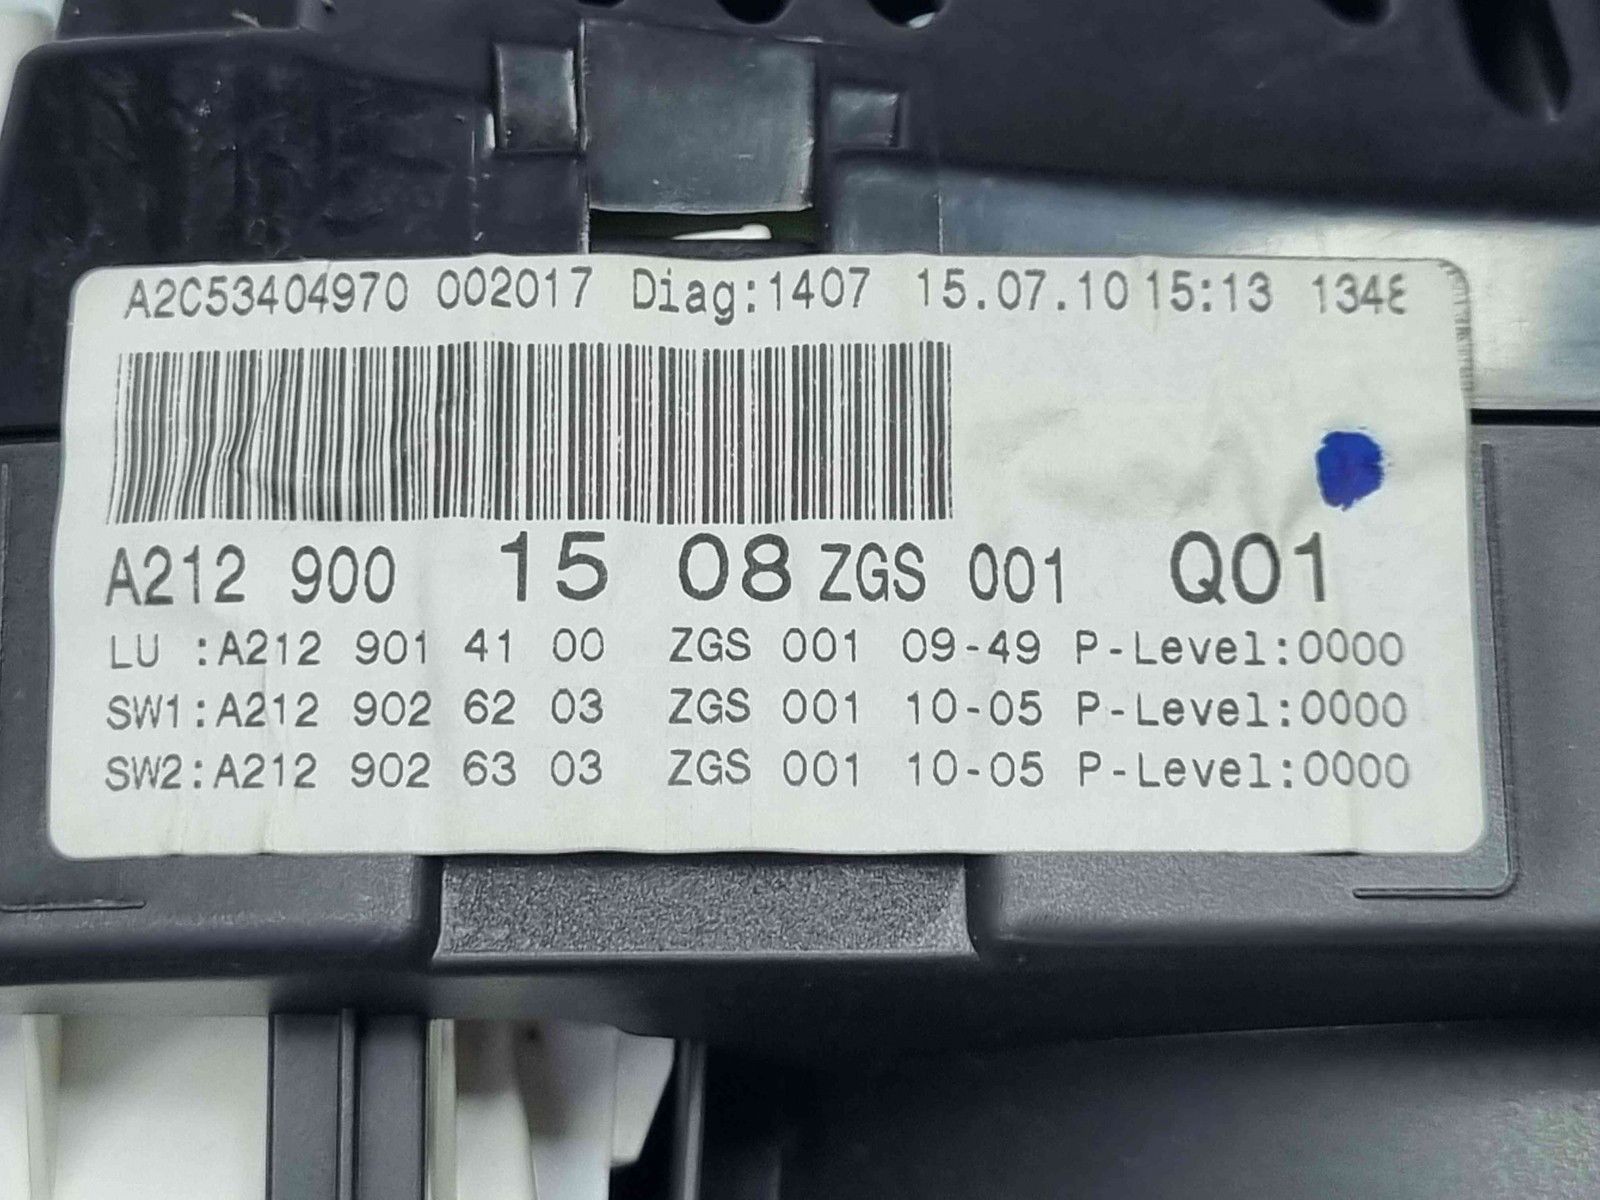 A2C53404970 002017 Diag:1407 15.07.10 15:13 1348
A212 900 15 08 ZGS 001 Q01
LU :A212 901 41 00 ZGS 001 09-49 P-Level:0000
SW1:A212 902 62 03 ZGS 001 10-05 P-Level:0000
SW2:A212 902 63 03 ZGS 001 10-05 P-Level:0000